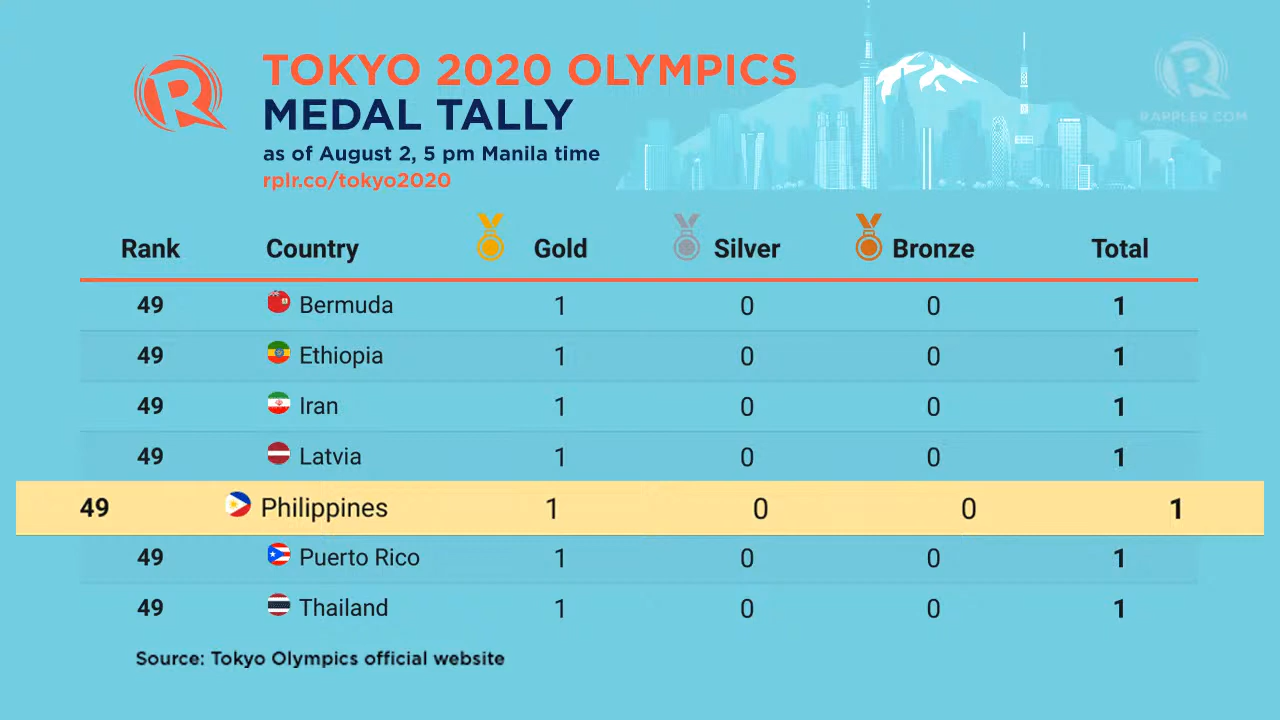 TOKYO 2020 OLYMPICS
MEDAL TALLY
as of August 2, 5 pm Manila time
rplr.co/tokyo2020
RAPPLER.COM
Rank Country Gold Silver Bronze Total
49 Bermuda 1 0 0 1
49 Ethiopia 1 0 0 1
49 Iran 1 0 0 1
49 Latvia 1 0 0 1
49 Philippines 1 0 0 1
49 Puerto Rico 1 0 0 1
49 Thailand 1 0 0 1
Source: Tokyo Olympics official website